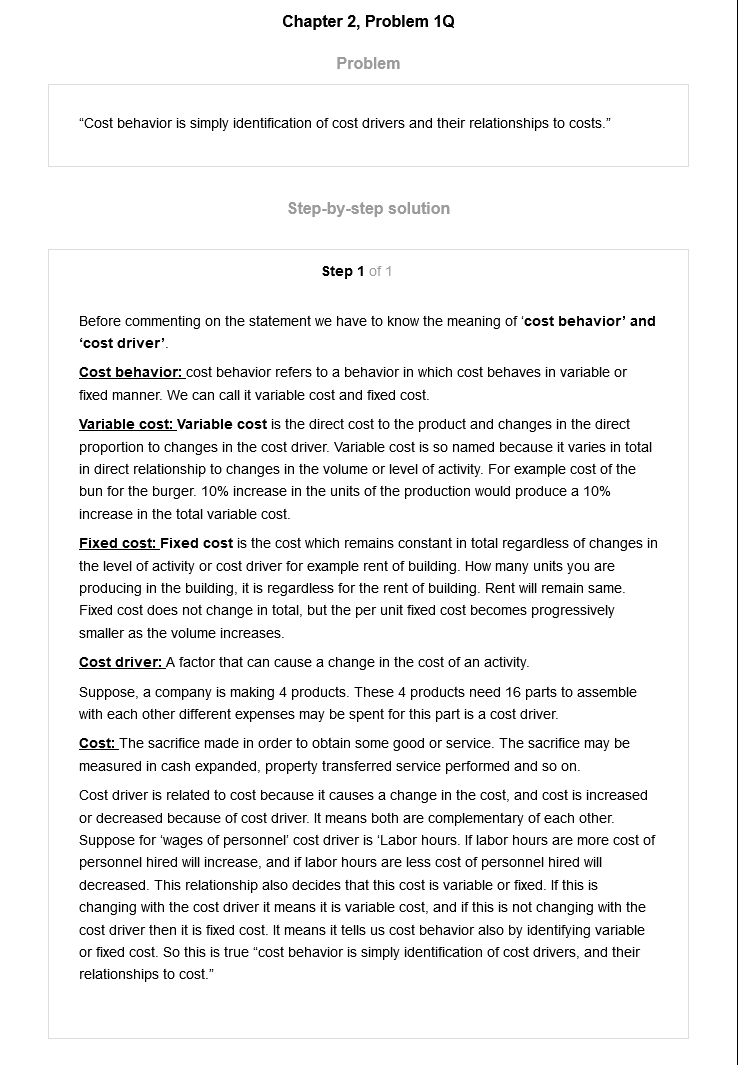 Chapter 2, Problem 1Q
Problem
“Cost behavior is simply identification of cost drivers and their relationships to costs.”
Step-by-step solution
Step 1 of 1
Before commenting on the statement we have to know the meaning of ‘cost behavior’ and
‘cost driver’.
Cost behavior: cost behavior refers to a behavior in which cost behaves in variable or
fixed manner. We can call it variable cost and fixed cost.
Variable cost: Variable cost is the direct cost to the product and changes in the direct
proportion to changes in the cost driver. Variable cost is so named because it varies in total
in direct relationship to changes in the volume or level of activity. For example cost of the
bun for the burger. 10% increase in the units of the production would produce a 10%
increase in the total variable cost.
Fixed cost: Fixed cost is the cost which remains constant in total regardless of changes in
the level of activity or cost driver for example rent of building. How many units you are
producing in the building, it is regardless for the rent of building. Rent will remain same.
Fixed cost does not change in total, but the per unit fixed cost becomes progressively
smaller as the volume increases.
Cost driver: A factor that can cause a change in the cost of an activity.
Suppose, a company is making 4 products. These 4 products need 16 parts to assemble
with each other different expenses may be spent for this part is a cost driver.
Cost: The sacrifice made in order to obtain some good or service. The sacrifice may be
measured in cash expanded, property transferred service performed and so on.
Cost driver is related to cost because it causes a change in the cost, and cost is increased
or decreased because of cost driver. It means both are complementary of each other.
Suppose for ‘wages of personnel’ cost driver is ‘Labor hours. If labor hours are more cost of
personnel hired will increase, and if labor hours are less cost of personnel hired will
decreased. This relationship also decides that this cost is variable or fixed. If this is
changing with the cost driver it means it is variable cost, and if this is not changing with the
cost driver then it is fixed cost. It means it tells us cost behavior also by identifying variable
or fixed cost. So this is true “cost behavior is simply identification of cost drivers, and their
relationships to cost.”